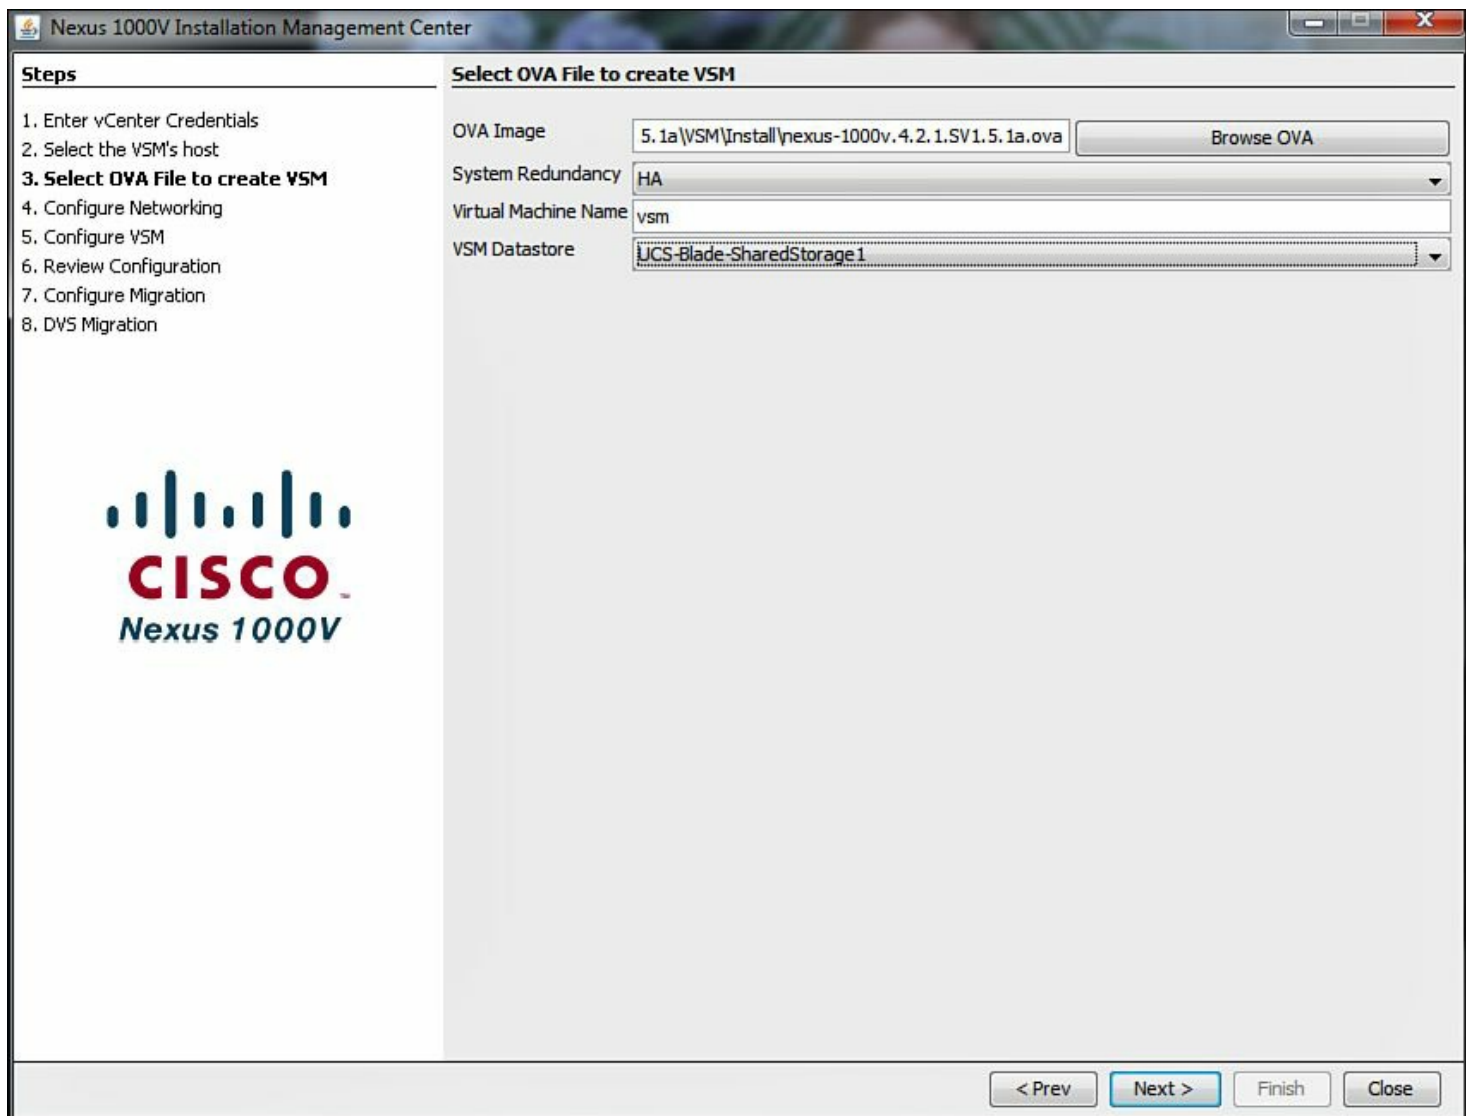 Nexus 1000V Installation Management Center
Steps
1. Enter vCenter Credentials
2. Select the VSM's host
3. Select OVA File to create VSM
4. Configure Networking
5. Configure VSM
6. Review Configuration
7. Configure Migration
8. DVS Migration
CISCO™
Nexus 1000V
Select OVA File to create VSM
OVA Image 5.1a\VSM\Install\nexus-1000v.4.2.1.SV1.5.1a.ova Browse OVA
System Redundancy HA
Virtual Machine Name vsm
VSM Datastore UCS-Blade-SharedStorage1
< Prev Next > Finish Close